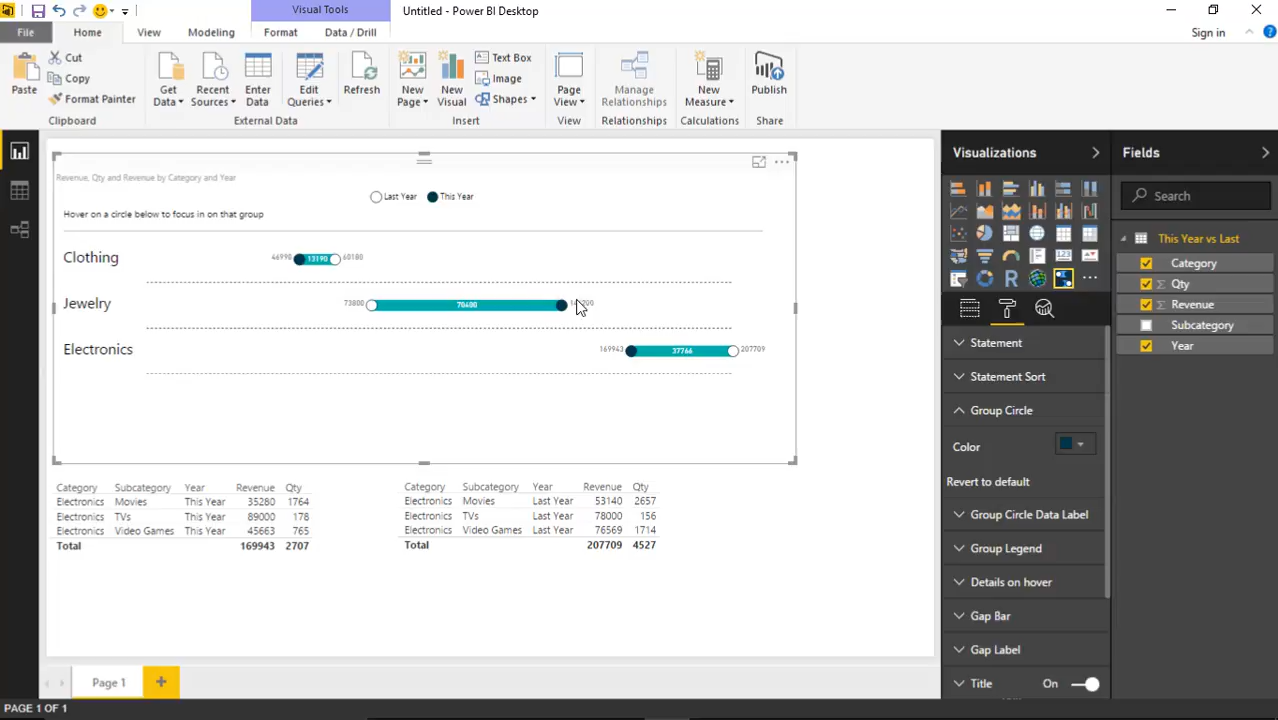 Visual Tools
Untitled - Power BI Desktop
File
Home
View
Modeling
Format
Data / Drill
Sign in
Paste
Cut
Copy
Format Painter
Clipboard
Get Data
Recent Sources
Enter Data
Edit Queries
Refresh
External Data
New Page
New Visual
Text Box
Image
Shapes
Insert
Page View
View
Manage Relationships
Relationships
New Measure
Calculations
Publish
Share
Revenue, Qty and Revenue by Category and Year
Last Year This Year
Hover on a circle below to focus in on that group
Clothing 46990 13190 60180
Jewelry 73800 70400
Electronics 169943 37766 207709
Category Subcategory Year Revenue Qty
Electronics Movies This Year 35280 1764
Electronics TVs This Year 89000 178
Electronics Video Games This Year 45663 765
Total 169943 2707
Category Subcategory Year Revenue Qty
Electronics Movies Last Year 53140 2657
Electronics TVs Last Year 78000 156
Electronics Video Games Last Year 76569 1714
Total 207709 4527
Visualizations
R
Statement
Statement Sort
Group Circle
Color
Revert to default
Group Circle Data Label
Group Legend
Details on hover
Gap Bar
Gap Label
Title On
Fields
Search
This Year vs Last
Category
Σ Qty
Σ Revenue
Subcategory
Year
Page 1
PAGE 1 OF 1